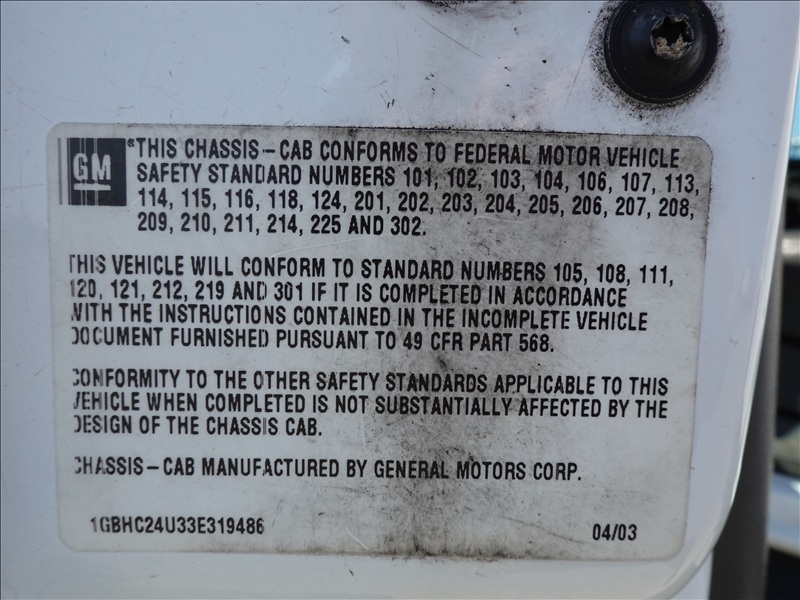 GM
*THIS CHASSIS-CAB CONFORMS TO FEDERAL MOTOR VEHICLE
SAFETY STANDARD NUMBERS 101, 102, 103, 104, 106, 107, 113,
114, 115, 116, 118, 124, 201, 202, 203, 204, 205, 206, 207, 208,
209, 210, 211, 214, 225 AND 302.
THIS VEHICLE WILL CONFORM TO STANDARD NUMBERS 105, 108, 111,
120, 121, 212, 219 AND 301 IF IT IS COMPLETED IN ACCORDANCE
WITH THE INSTRUCTIONS CONTAINED IN THE INCOMPLETE VEHICLE
DOCUMENT FURNISHED PURSUANT TO 49 CFR PART 568.
CONFORMITY TO THE OTHER SAFETY STANDARDS APPLICABLE TO THIS
VEHICLE WHEN COMPLETED IS NOT SUBSTANTIALLY AFFECTED BY THE
DESIGN OF THE CHASSIS CAB.
CHASSIS-CAB MANUFACTURED BY GENERAL MOTORS CORP.
1GBHC24U33E319486 04/03